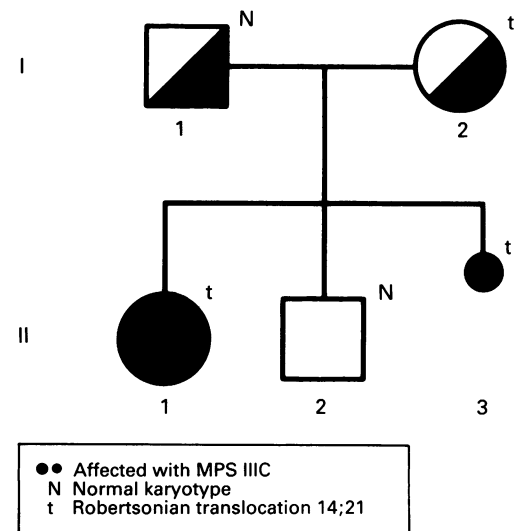 N
t
I
1
2
t
t
N
II
1
2
3
Affected with MPS IIIC
N Normal karyotype
t Robertsonian translocation 14;21